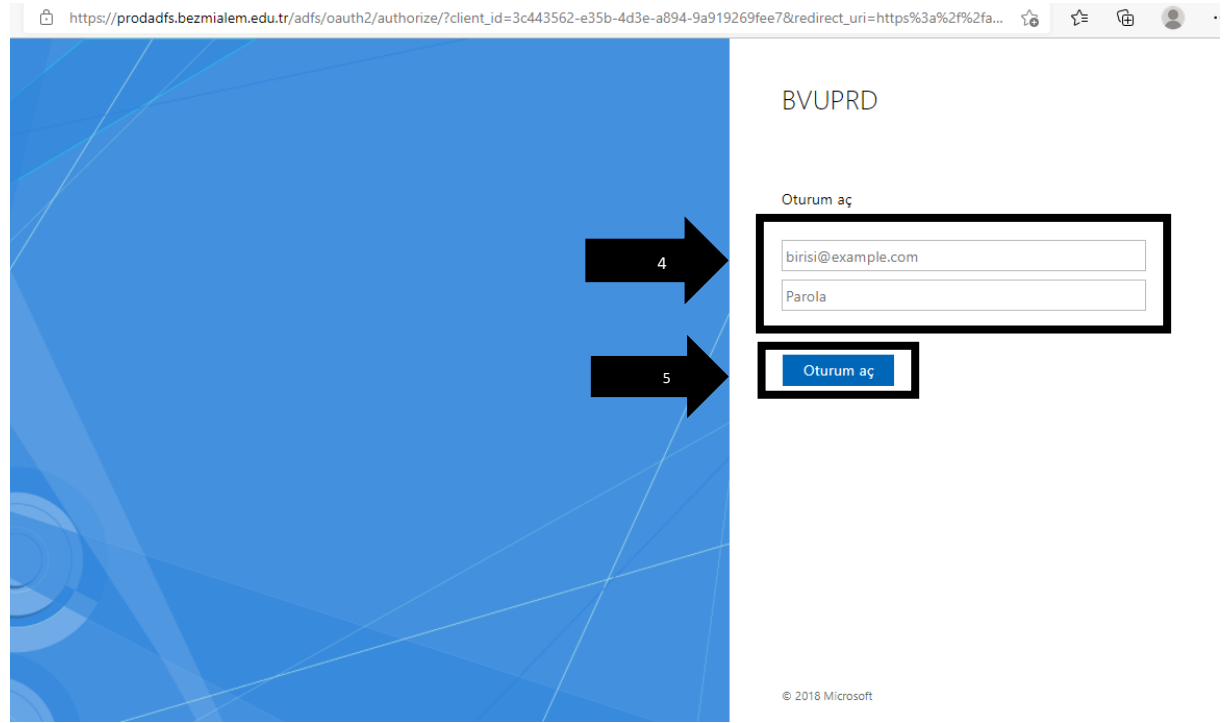 https://prodadfs.bezmialem.edu.tr/adfs/oauth2/authorize/?client_id=3c443562-e35b-4d3e-a894-9a919269fee7&redirect_uri=https%3a%2f%2fa...
BVUPRD
Oturum aç
4
birisi@example.com
Parola
5
Oturum aç
© 2018 Microsoft